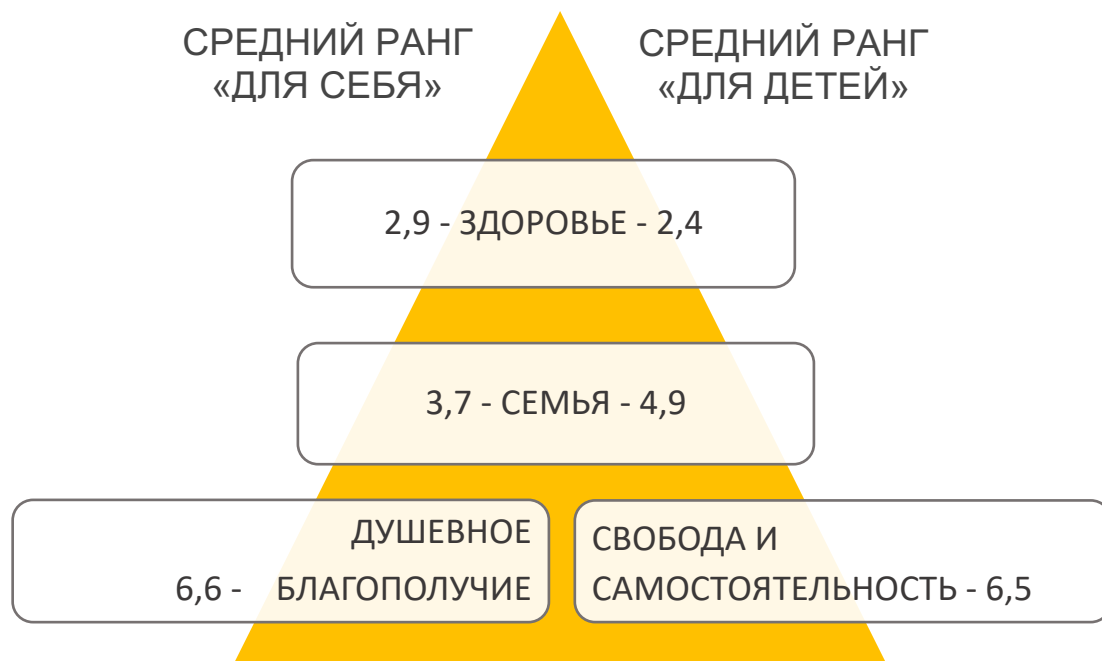 СРЕДНИЙ РАНГ
«ДЛЯ СЕБЯ»
СРЕДНИЙ РАНГ
«ДЛЯ ДЕТЕЙ»
2,9 - ЗДОРОВЬЕ - 2,4
3,7 - СЕМЬЯ - 4,9
ДУШЕВНОЕ
6,6 - БЛАГОПОЛУЧИЕ
СВОБОДА И
САМОСТОЯТЕЛЬНОСТЬ - 6,5